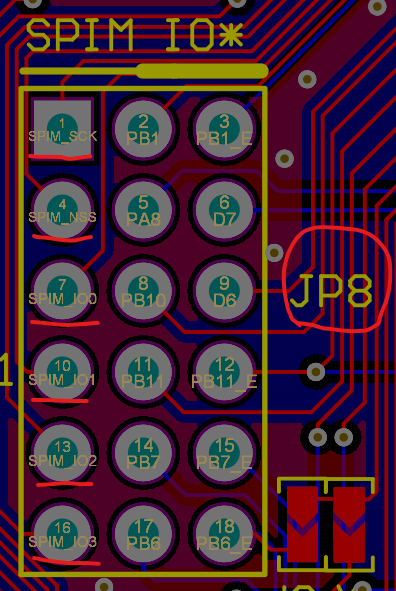 SPIM IO*
1 2 3
SPIM_SCK PB1 PB1_E
4 5 6
SPIM_NSS PA8 D7
7 8 9
SPIM_IO0 PB10 D6
JP8
10 11 12
SPIM_IO1 PB11 PB11_E
1
13 14 15
SPIM_IO2 PB7 PB7_E
16 17 18
SPIM_IO3 PB6 PB6_E